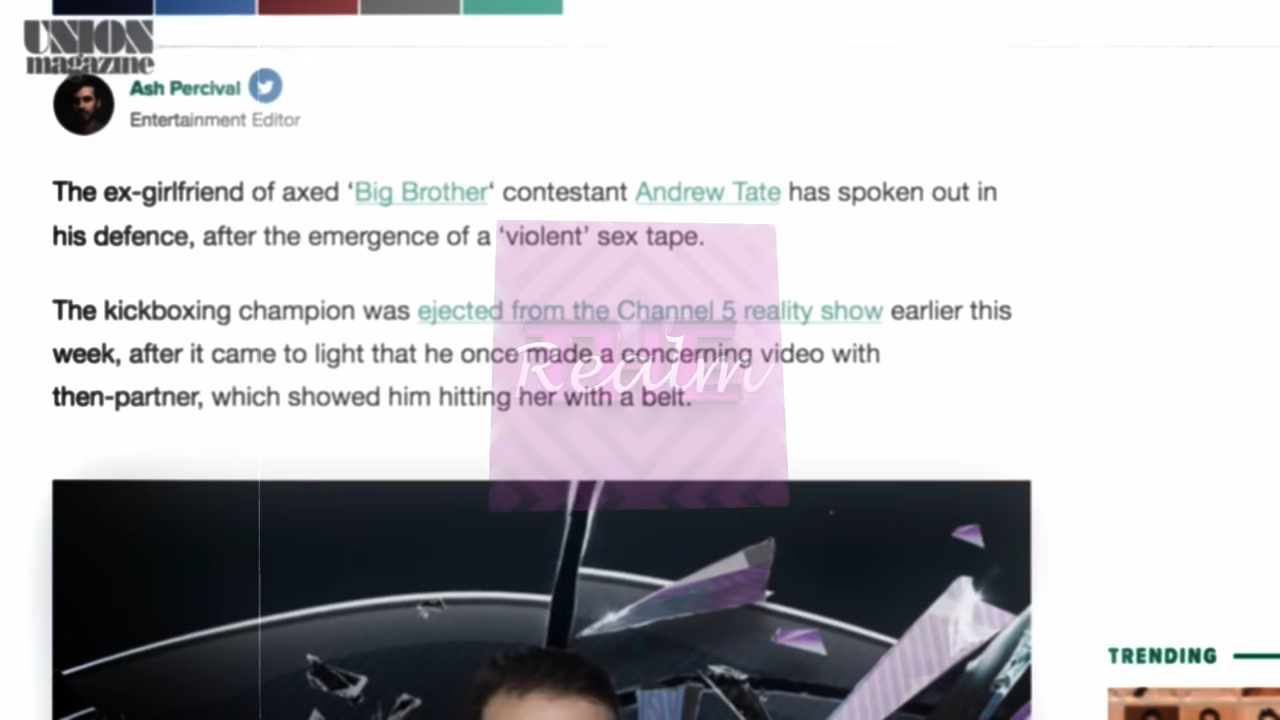 UNION
magazine
Ash Percival
Entertainment Editor
The ex-girlfriend of axed ‘Big Brother‘ contestant Andrew Tate has spoken out in
his defence, after the emergence of a ‘violent’ sex tape.
The kickboxing champion was ejected from the Channel 5 reality show earlier this
week, after it came to light that he once made a concerning video with
then-partner, which showed him hitting her with a belt.
Realm
TRENDING